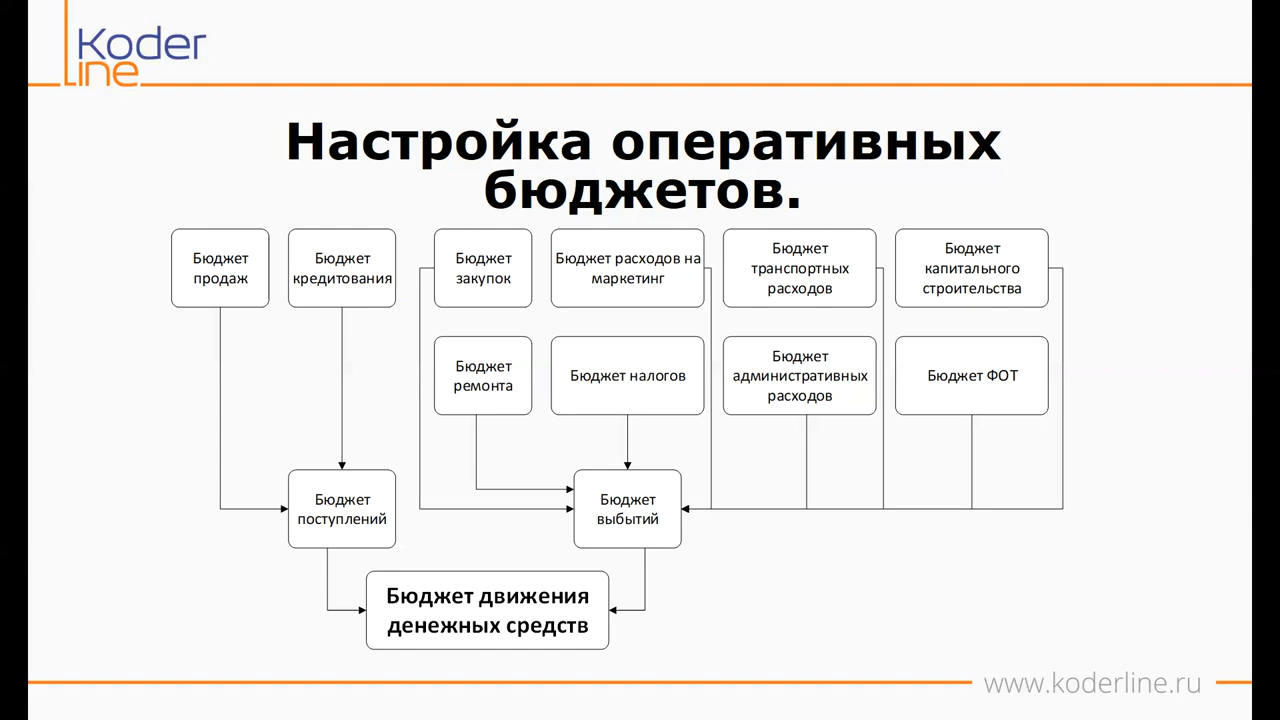 Koder
Line
Настройка оперативных
бюджетов.
Бюджет
продаж
Бюджет
кредитования
Бюджет
закупок
Бюджет расходов на
маркетинг
Бюджет
транспортных
расходов
Бюджет
капитального
строительства
Бюджет
ремонта
Бюджет налогов
Бюджет
административных
расходов
Бюджет ФОТ
Бюджет
поступлений
Бюджет
выбытий
Бюджет движения
денежных средств
www.koderline.ru